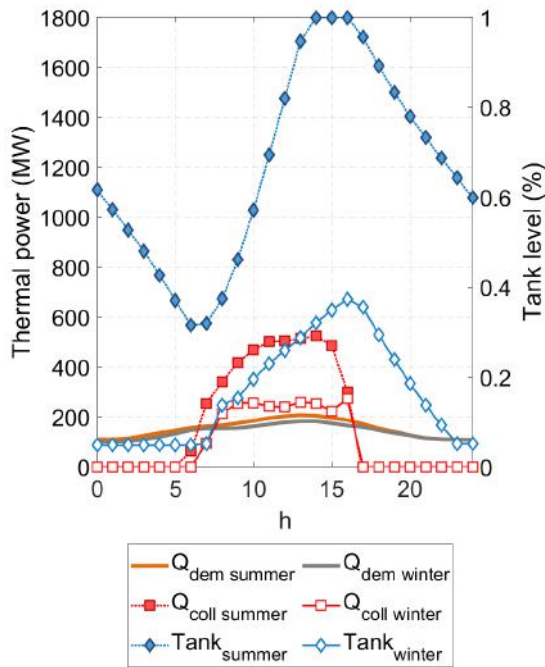 1800
1600
1400
1200
1000
800
600
400
200
0
Thermal power (MW)
1
0.8
0.6
0.4
0.2
0
Tank level (%)
0 5 10 15 20
h
Q dem summer Q dem winter
Q coll summer Q coll winter
Tank summer Tank winter